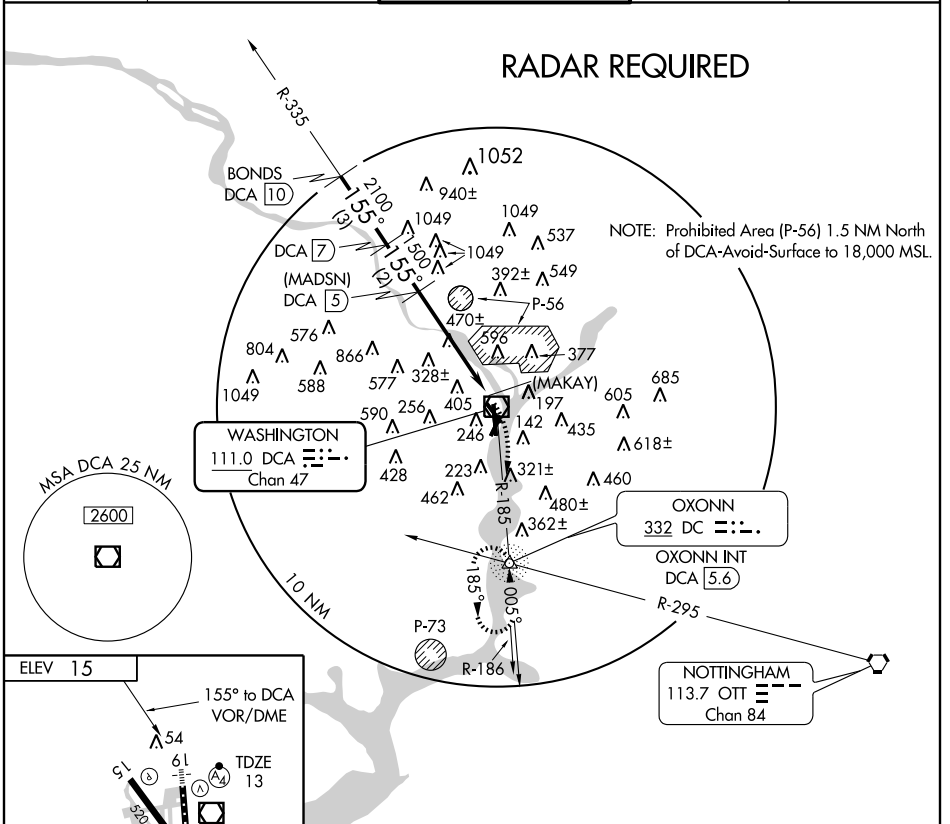 RADAR REQUIRED
R-335
BONDS
DCA 10
2100
155°
(3)
1052
940±
1049
1049
537
1049
NOTE: Prohibited Area (P-56) 1.5 NM North
of DCA-Avoid-Surface to 18,000 MSL.
DCA 7
1500
155°
(2)
(MADSN)
DCA 5
392±
549
P-56
470±
596
377
576
804
866
588
577
328±
1049
405
(MAKAY)
197
605
685
590
256
246
142
435
618±
WASHINGTON
111.0 DCA
Chan 47
428
223
321±
460
462
R-185
480±
362±
MSA DCA 25 NM
2600
OXONN
332 DC
OXONN INT
DCA 5.6
185°
005°
R-295
10 NM
P-73
R-186
NOTTINGHAM
113.7 OTT
Chan 84
ELEV 15
155° to DCA
VOR/DME
54
15
19
P
V
A4
TDZE
13
520